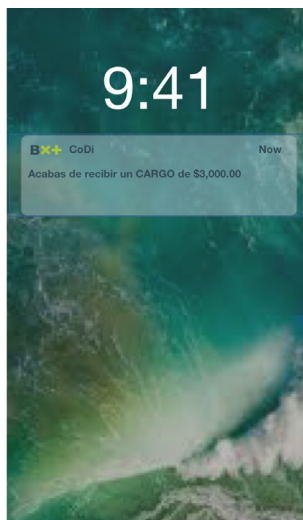 9:41
Bx+ CoDi Now
Acabas de recibir un CARGO de $3,000.00